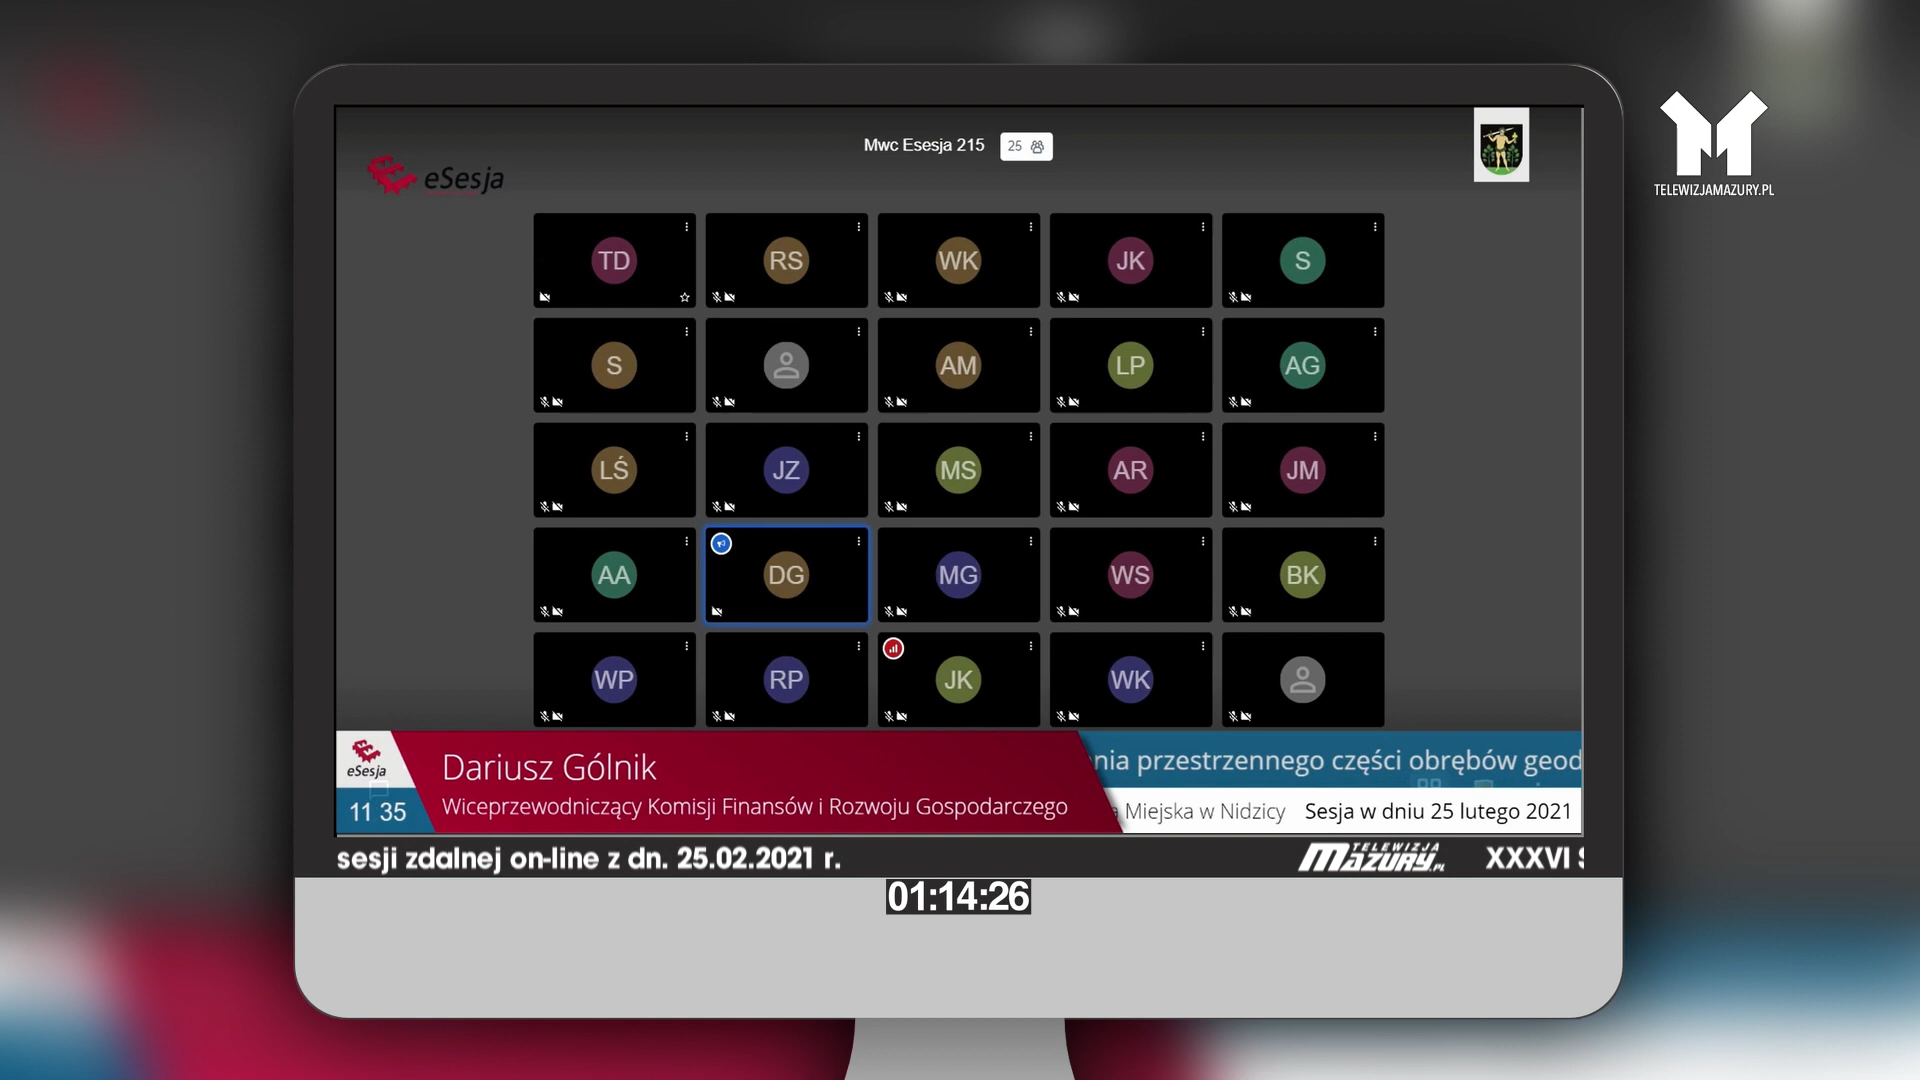 Mwc Esesja 215
25
eSesja
TELEWIZJAMAZURY.PL
TD
RS
WK
JK
S
S
AM
LP
AG
LŚ
JZ
MS
AR
JM
AA
DG
MG
WS
BK
WP
RP
JK
WK
eSesja
11 35
Dariusz Gólnik
Wiceprzewodniczący Komisji Finansów i Rozwoju Gospodarczego
nia przestrzennego części obrębów geod
Miejska w Nidzicy Sesja w dniu 25 lutego 2021
sesji zdalnej on-line z dn. 25.02.2021 r.
TELEWIZJA
MAZURY.PL
XXXVI S
01:14:26